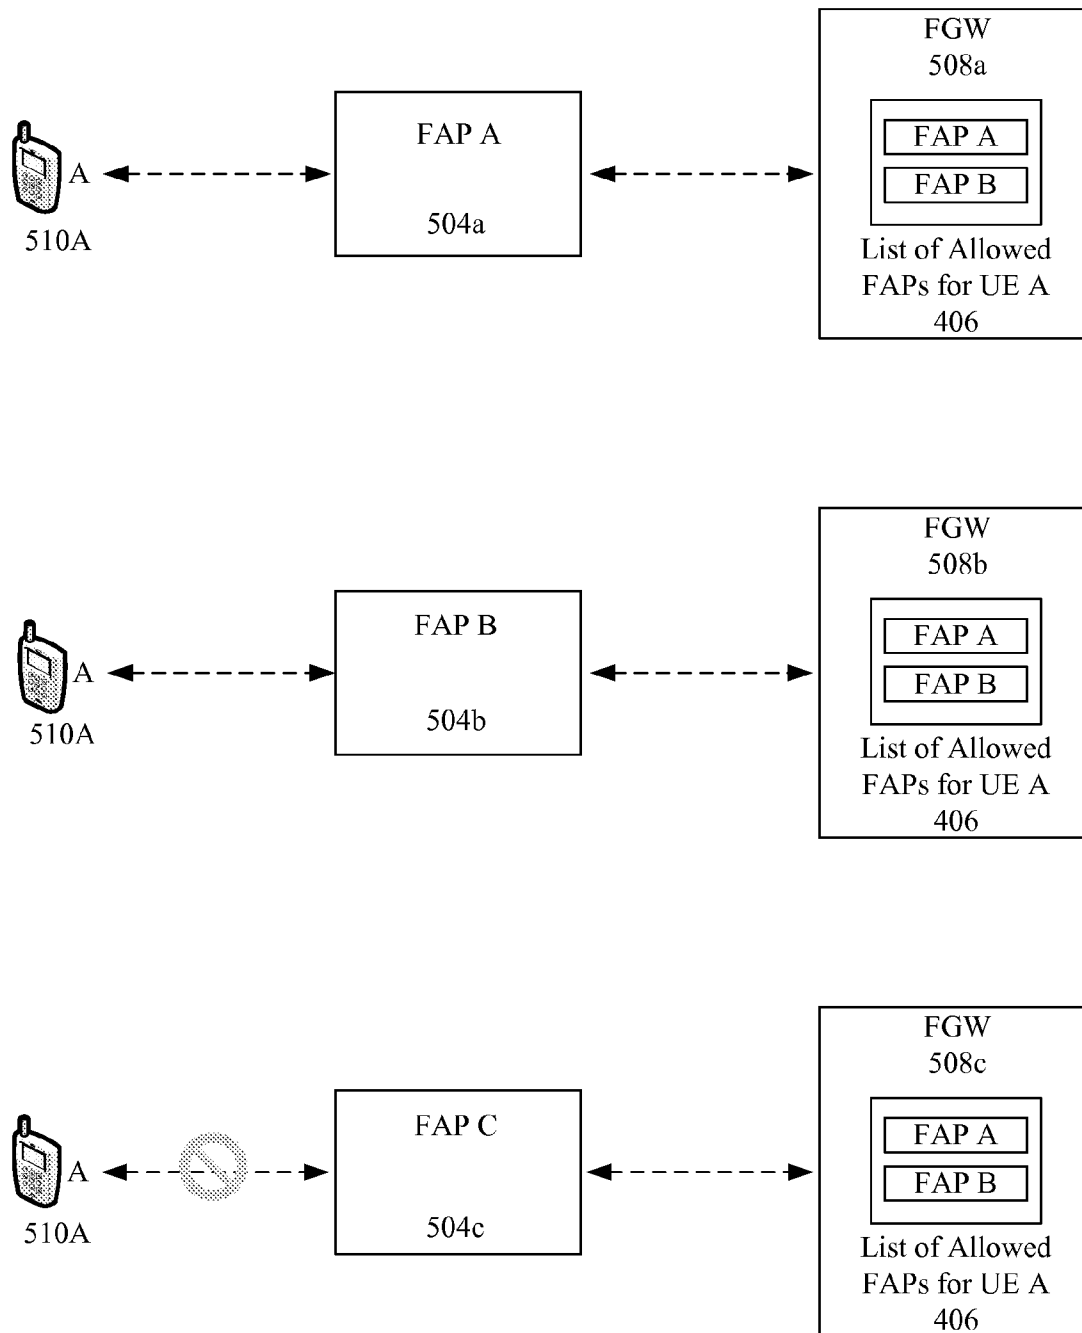 FGW
508a
FAP A
FAP B
List of Allowed
FAPs for UE A
406
FAP A
504a
A
510A
FGW
508b
FAP A
FAP B
List of Allowed
FAPs for UE A
406
FAP B
504b
A
510A
FGW
508c
FAP A
FAP B
List of Allowed
FAPs for UE A
406
FAP C
504c
A
510A